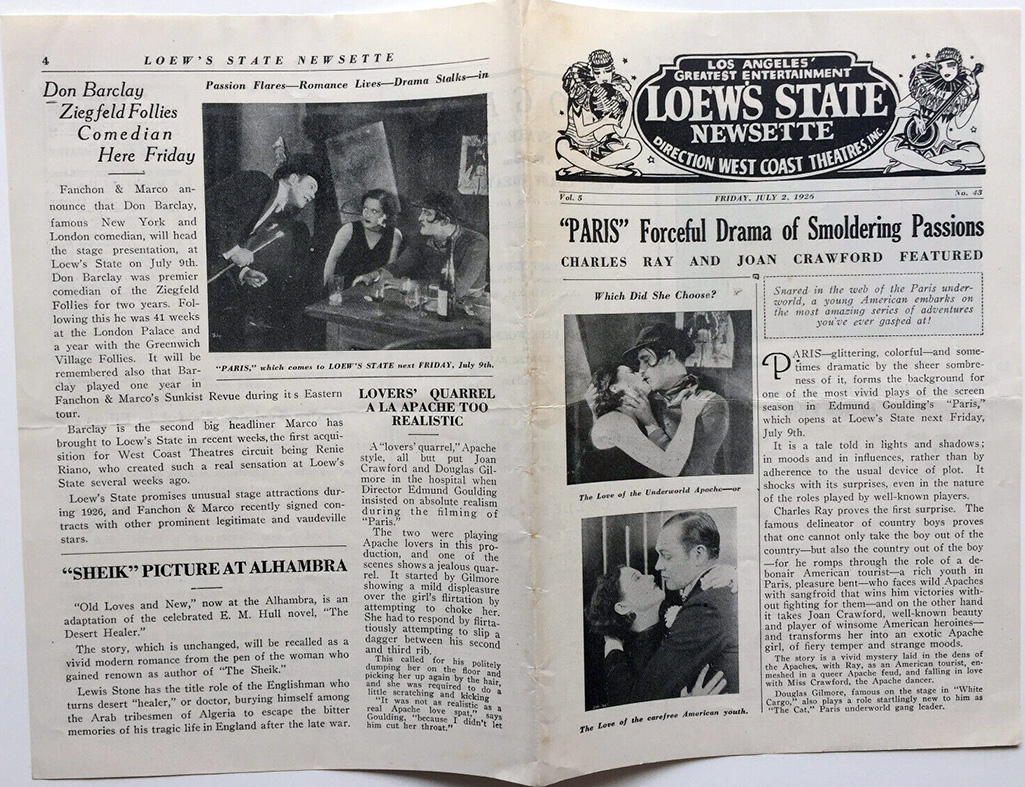 4
LOEW'S STATE NEWSETTE
Don Barclay
Ziegfeld Follies
Comedian
Here Friday
Fanchon & Marco an-
nounce that Don Barclay,
famous New York and
London comedian, will head
the stage presentation, at
Loew's State on July 9th.
Don Barclay was premier
comedian of the Ziegfeld
Follies for two years. Fol-
lowing this he was 41 weeks
at the London Palace and
a year with the Greenwich
Village Follies. It will be
remembered also that Bar-
clay played one year in
Fanchon & Marco's Sunkist Revue during its Eastern
tour.
Barclay is the second big headliner Marco has
brought to Loew's State in recent weeks, the first acqui-
sition for West Coast Theatres circuit being Renie
Riano, who created such a real sensation at Loew's
State several weeks ago.
Loew's State promises unusual stage attractions dur-
ing 1926, and Fanchon & Marco recently signed con-
tracts with other prominent legitimate and vaudeville
stars.
"SHEIK" PICTURE AT ALHAMBRA
"Old Loves and New," now at the Alhambra, is an
adaptation of the celebrated E. M. Hull novel, "The
Desert Healer."
The story, which is unchanged, will be recalled as a
vivid modern romance from the pen of the woman who
gained renown as author of "The Sheik."
Lewis Stone has the title role of the Englishman who
turns desert "healer," or doctor, burying himself among
the Arab tribesmen of Algeria to escape the bitter
memories of his tragic life in England after the late war.
Passion Flares—Romance Lives—Drama Stalks—in
"PARIS," which comes to LOEW'S STATE next FRIDAY, July 9th.
LOVERS' QUARREL
A LA APACHE TOO
REALISTIC
A "lovers' quarrel," Apache
style, all but put Joan
Crawford and Douglas Gil-
more in the hospital when
Director Edmund Goulding
insisted on absolute realism
during the filming of
"Paris."
The two were playing
Apache lovers in this pro-
duction, and one of the
scenes shows a jealous quar-
rel. It started by Gilmore
showing a mild displeasure
over the girl's flirtation by
attempting to choke her.
She had to respond by flirta-
tiously attempting to slip a
dagger between his second
and third rib.
This called for his politely
dumping her on the floor and
picking her up again by the hair,
and she was required to do a
little scratching and kicking
"It was not as realistic as a
real Apache love spat," says
Goulding, "because I didn't let
him cut her throat."
LOS ANGELES'
GREATEST ENTERTAINMENT
LOEW'S STATE
NEWSETTE
DIRECTION WEST COAST THEATRES, INC.
Vol. 5
FRIDAY, JULY 2, 1926
No. 43
"PARIS" Forceful Drama of Smoldering Passions
CHARLES RAY AND JOAN CRAWFORD FEATURED
Which Did She Choose?
The Love of the Underworld Apache—or
The Love of the carefree American youth.
Snared in the web of the Paris under-
world, a young American embarks on
the most amazing series of adventures
you've ever gasped at!
PARIS—glittering, colorful—and some-
times dramatic by the sheer sombre-
ness of it, forms the background for
one of the most vivid plays of the screen
season in Edmund Goulding's "Paris,"
which opens at Loew's State next Friday,
July 9th.
It is a tale told in lights and shadows;
in moods and in influences, rather than by
adherence to the usual device of plot. It
shocks with its surprises, even in the nature
of the roles played by well-known players.
Charles Ray proves the first surprise. The
famous delineator of country boys proves
that one cannot only take the boy out of the
country—but also the country out of the boy
—for he romps through the role of a de-
bonair American tourist—a rich youth in
Paris, pleasure bent—who faces wild Apaches
with sangfroid that wins him victories with-
out fighting for them—and on the other hand
it takes Joan Crawford, well-known beauty
and player of winsome American heroines—
and transforms her into an exotic Apache
girl, of fiery temper and strange moods.
The story is a vivid mystery laid in the dens of
the Apaches, with Ray, as an American tourist, en-
meshed in a queer Apache feud, and falling in love
with Miss Crawford, the Apache dancer.
Douglas Gilmore, famous on the stage in "White
Cargo," also plays a role startlingly new to him as
"The Cat," Paris underworld gang leader.